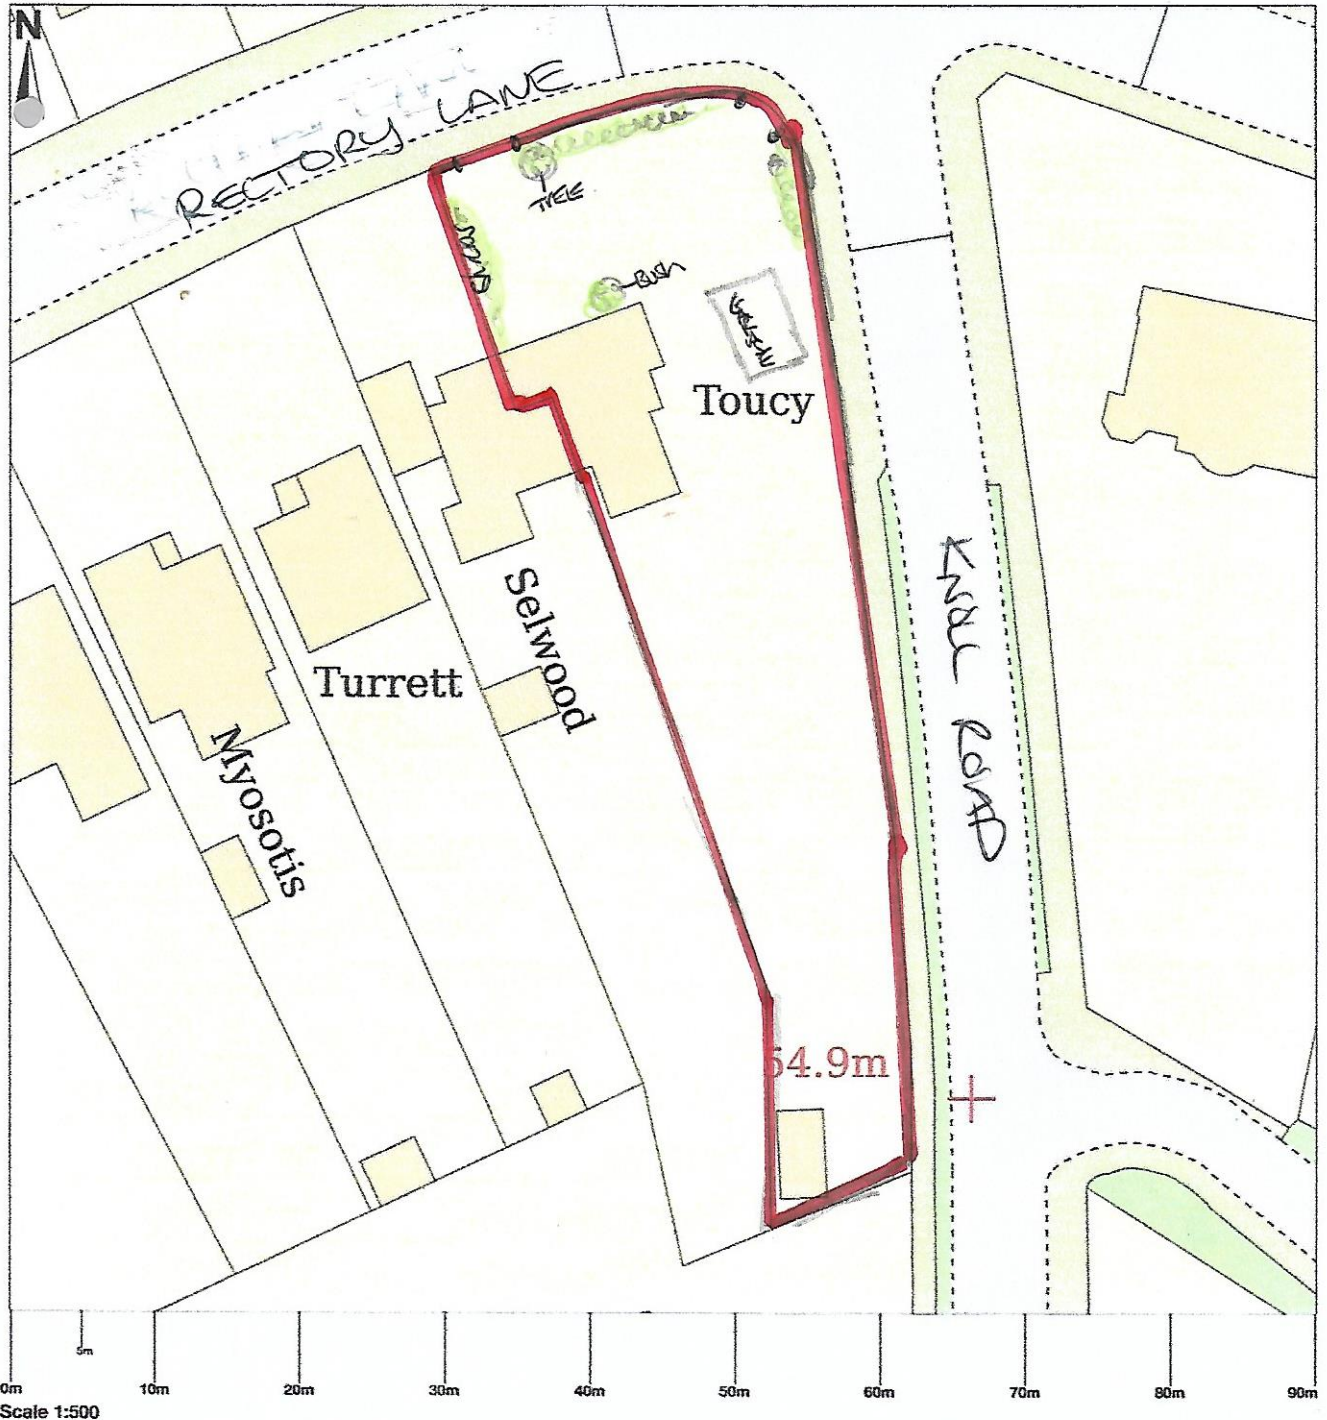 N
RECTORY LANE
TREE
BUSH
Toucy
KNOLL ROAD
Selwood
Turrett
Myosotis
54.9m
5m
0m 10m 20m 30m 40m 50m 60m 70m 80m 90m
Scale 1:500